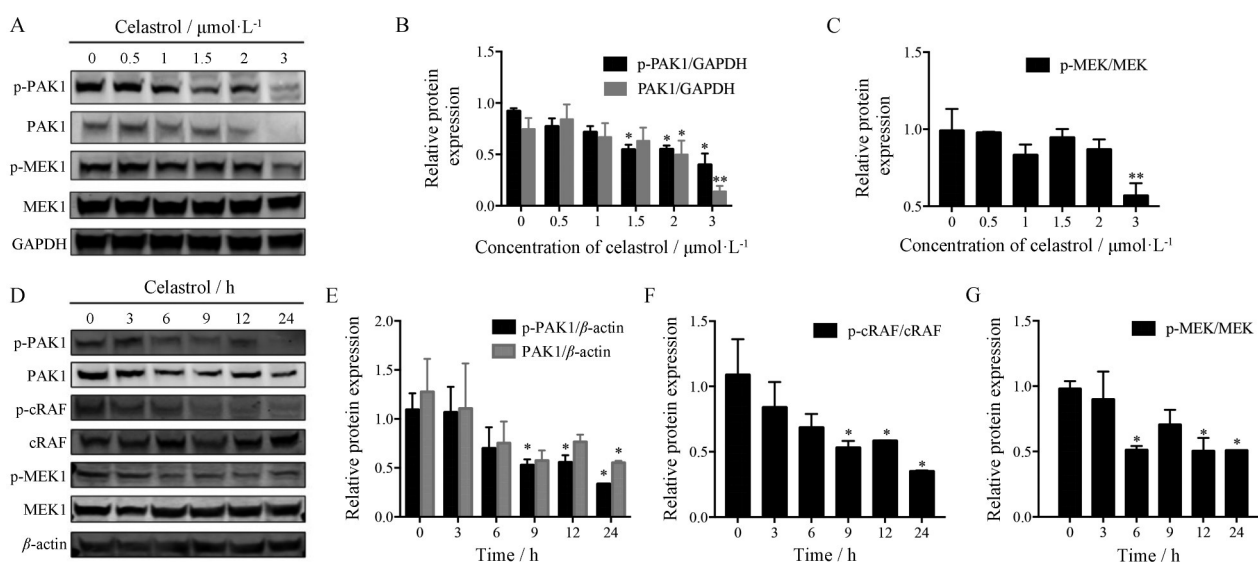 A
Celastrol / μmol·L⁻¹
0 0.5 1 1.5 2 3
p-PAK1
PAK1
p-MEK1
MEK1
GAPDH
B
Relative protein
expression
1.5
1.0
0.5
0.0
p-PAK1/GAPDH
PAK1/GAPDH
* * * * **
0 0.5 1 1.5 2 3
Concentration of celastrol / μmol·L⁻¹
C
Relative protein
expression
1.5
1.0
0.5
p-MEK/MEK
**
0 0.5 1 1.5 2 3
Concentration of celastrol / μmol·L⁻¹
D
Celastrol / h
0 3 6 9 12 24
p-PAK1
PAK1
p-cRAF
cRAF
p-MEK1
MEK1
β-actin
E
Relative protein expression
2.0
1.5
1.0
0.5
0.0
p-PAK1/β-actin
PAK1/β-actin
* * * *
0 3 6 9 12 24
Time / h
F
Relative protein expression
1.5
1.0
0.5
0.0
p-cRAF/cRAF
* * *
0 3 6 9 12 24
Time / h
G
Relative protein expression
1.5
1.0
0.5
0.0
p-MEK/MEK
* * *
0 3 6 9 12 24
Time / h